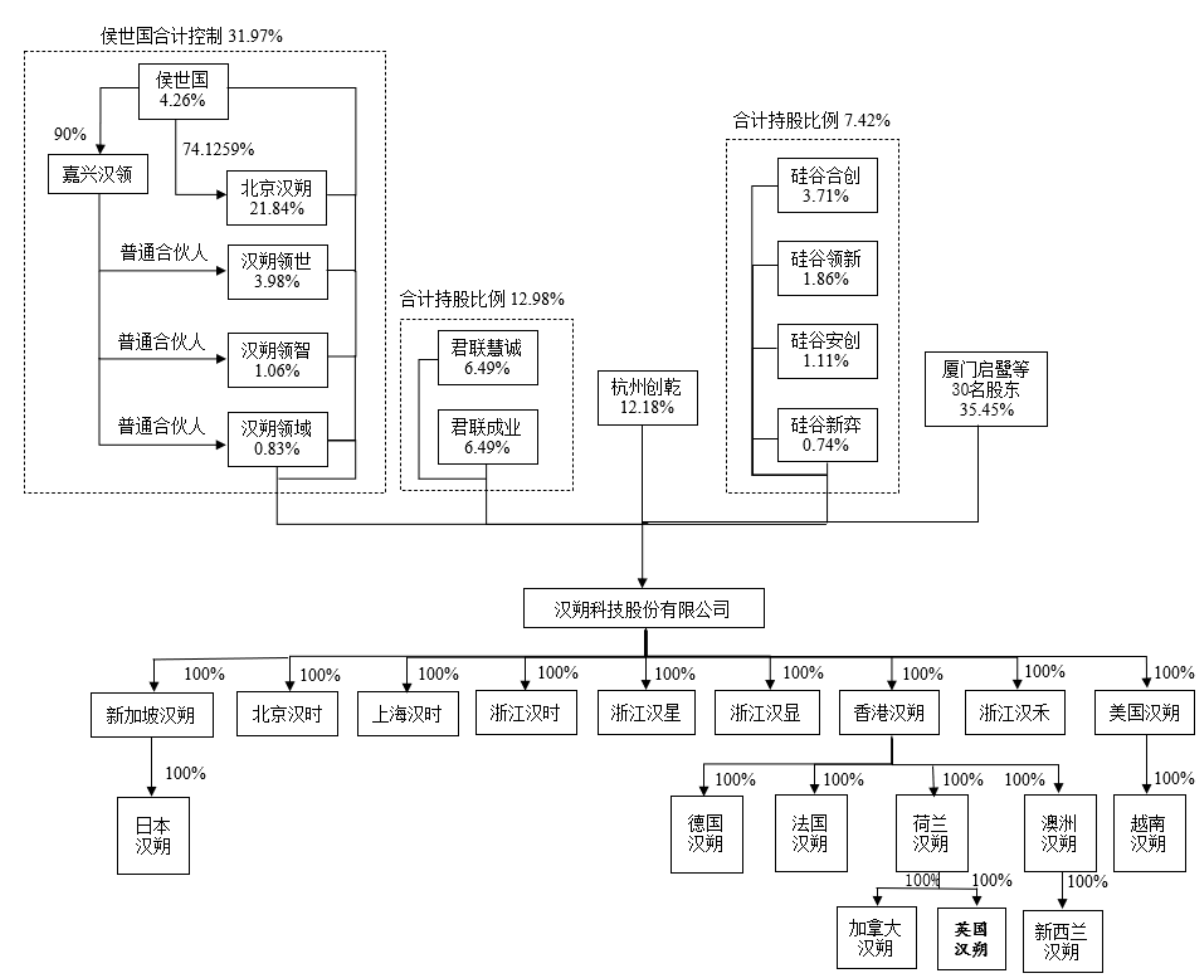 侯世国合计控制 31.97%
侯世国
4.26%
90%
74.1259%
嘉兴汉领
北京汉朔
21.84%
普通合伙人
汉朔领世
3.98%
普通合伙人
汉朔领智
1.06%
普通合伙人
汉朔领域
0.83%
合计持股比例 12.98%
君联慧诚
6.49%
君联成业
6.49%
杭州创乾
12.18%
合计持股比例 7.42%
硅谷合创
3.71%
硅谷领新
1.86%
硅谷安创
1.11%
硅谷新弈
0.74%
厦门启鹭等
30名股东
35.45%
汉朔科技股份有限公司
100%
100%
100%
100%
100%
100%
100%
100%
100%
新加坡汉朔
北京汉时
上海汉时
浙江汉时
浙江汉星
浙江汉显
香港汉朔
浙江汉禾
美国汉朔
100%
100%
100%
100%
100%
100%
日本
汉朔
德国
汉朔
法国
汉朔
荷兰
汉朔
澳洲
汉朔
越南
汉朔
100%
100%
100%
加拿大
汉朔
英国
汉朔
新西兰
汉朔